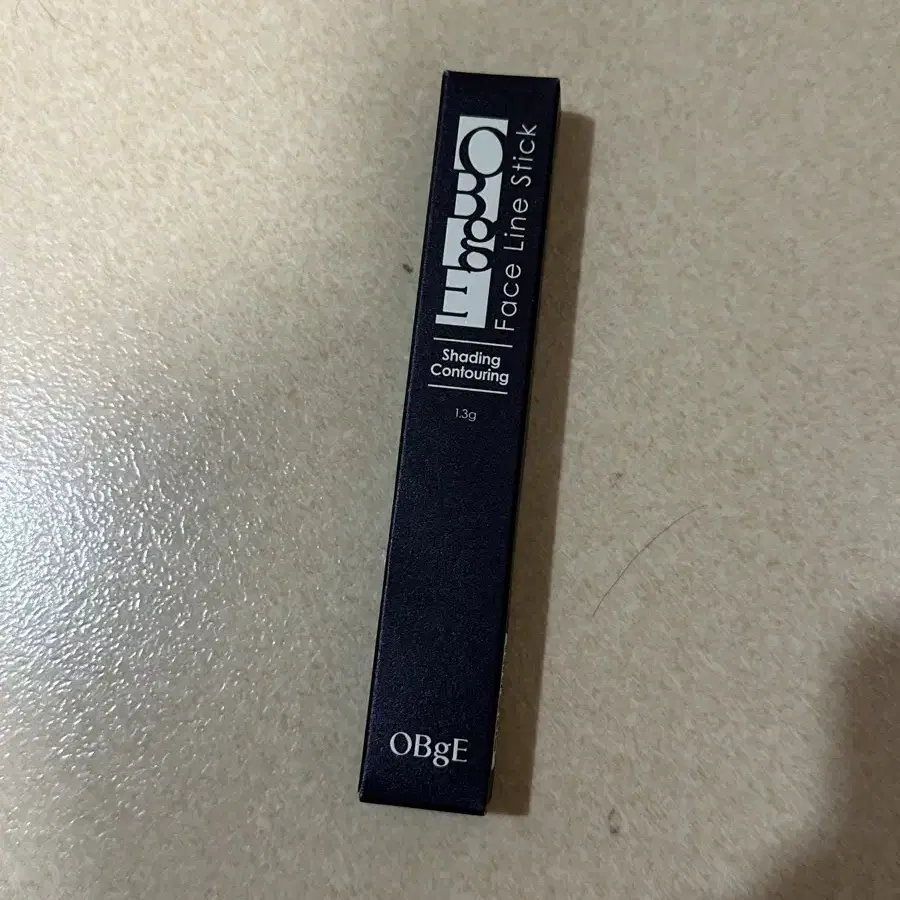 OBgE
Face Line Stick
Shading
Contouring
1.3g
OBgE